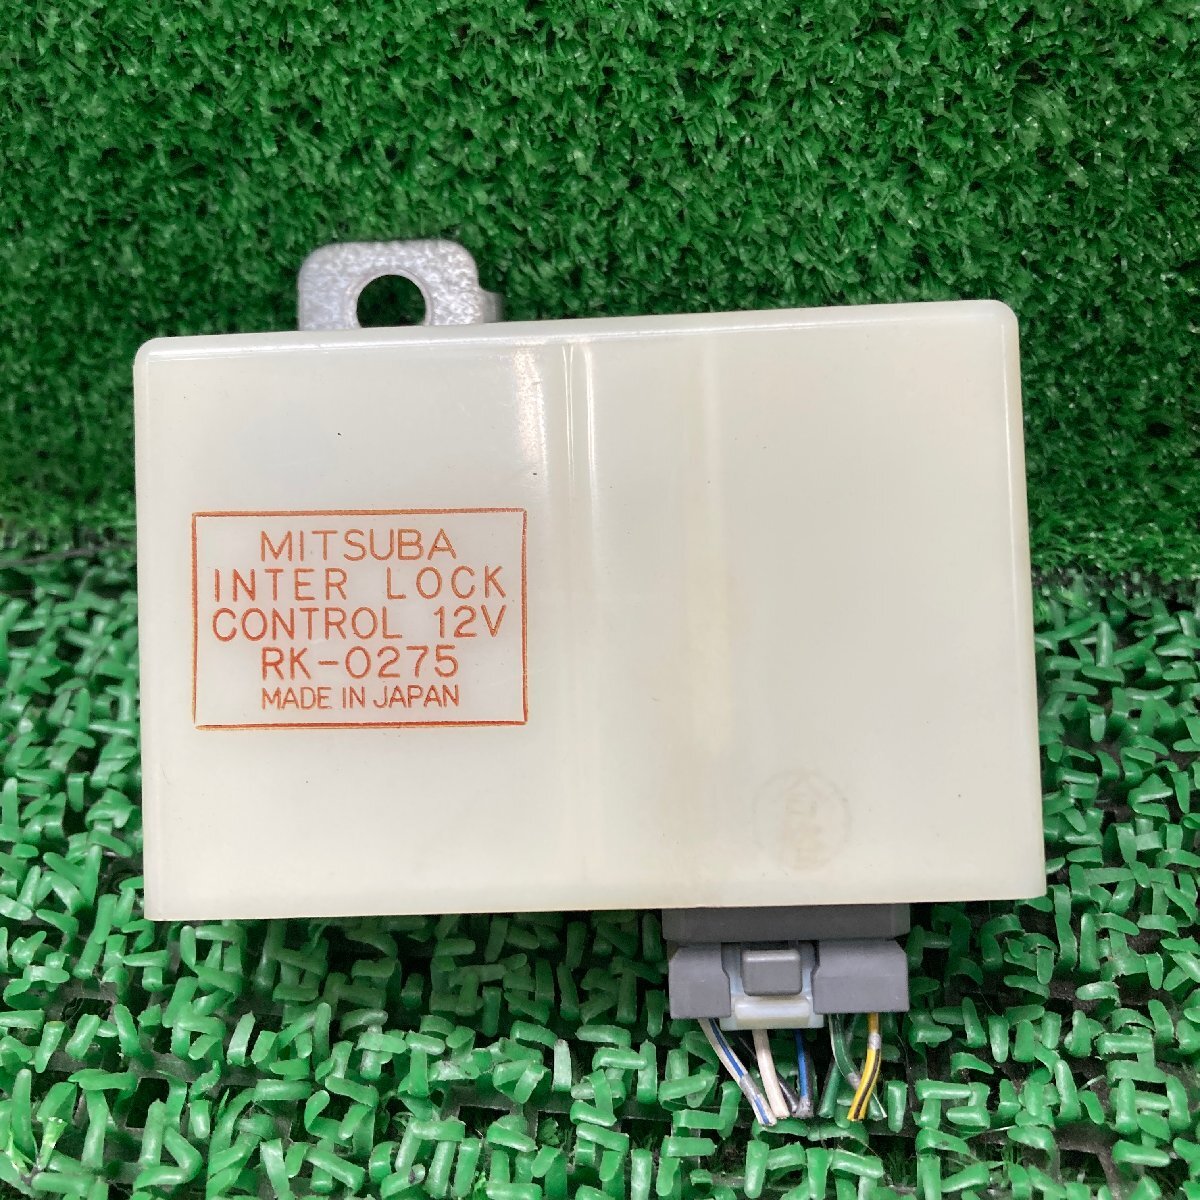 MITSUBA
INTER LOCK
CONTROL 12V
RK-0275
MADE IN JAPAN